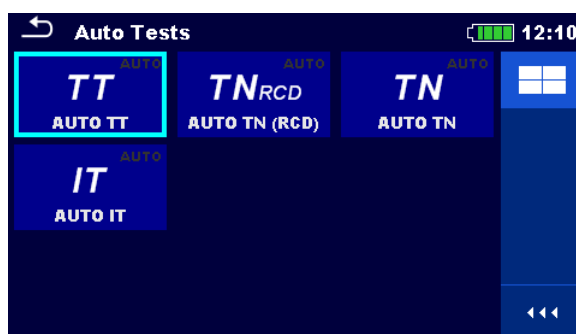 Auto Tests
12:10
AUTO
AUTO
AUTO
TT
TNRCD
TN
AUTO TT
AUTO TN (RCD)
AUTO TN
AUTO
IT
AUTO IT